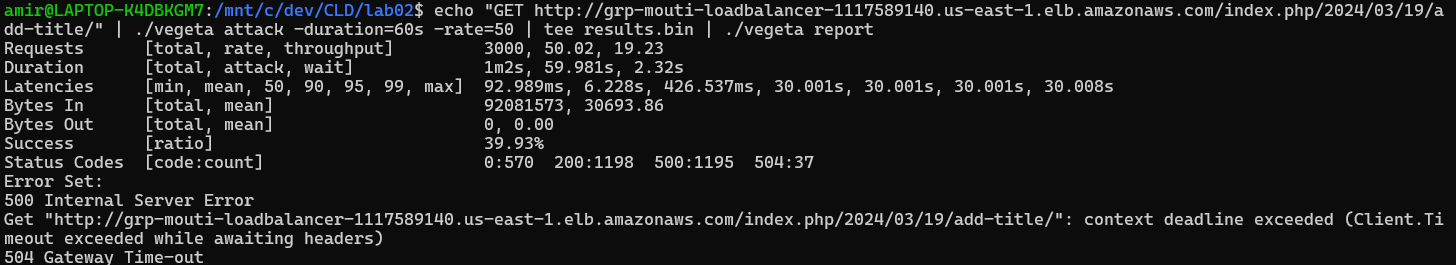 amir@LAPTOP-K4DBKGM7:/mnt/c/dev/CLD/lab02$ echo "GET http://grp-mouti-loadbalancer-1117589140.us-east-1.elb.amazonaws.com/index.php/2024/03/19/a
dd-title/" | ./vegeta attack -duration=60s -rate=50 | tee results.bin | ./vegeta report
Requests      [total, rate, throughput]         3000, 50.02, 19.23
Duration      [total, attack, wait]             1m2s, 59.981s, 2.32s
Latencies     [min, mean, 50, 90, 95, 99, max]  92.989ms, 6.228s, 426.537ms, 30.001s, 30.001s, 30.001s, 30.008s
Bytes In      [total, mean]                     92081573, 30693.86
Bytes Out     [total, mean]                     0, 0.00
Success       [ratio]                           39.93%
Status Codes  [code:count]                      0:570  200:1198  500:1195  504:37
Error Set:
500 Internal Server Error
Get "http://grp-mouti-loadbalancer-1117589140.us-east-1.elb.amazonaws.com/index.php/2024/03/19/add-title/": context deadline exceeded (Client.Ti
meout exceeded while awaiting headers)
504 Gateway Time-out